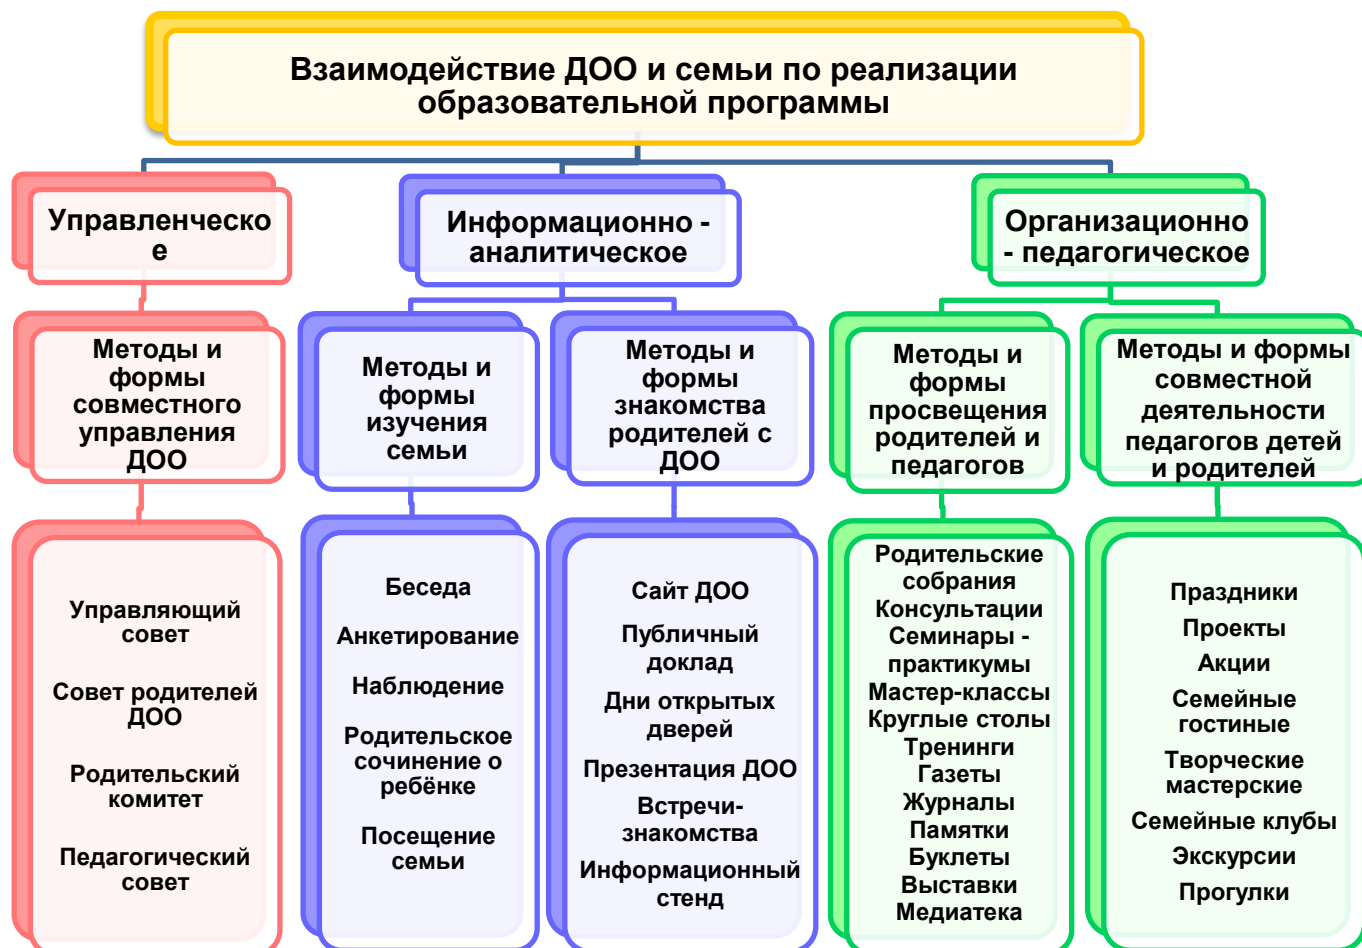 Взаимодействие ДОО и семьи по реализации
образовательной программы
Управленческо
е
Информационно -
аналитическое
Организационно
- педагогическое
Методы и
формы
совместного
управления
ДОО
Методы и
формы
изучения
семьи
Методы и
формы
знакомства
родителей с
ДОО
Методы и
формы
просвещения
родителей и
педагогов
Методы и формы
совместной
деятельности
педагогов детей
и родителей
Управляющий
совет
Совет родителей
ДОО
Родительский
комитет
Педагогический
совет
Беседа
Анкетирование
Наблюдение
Родительское
сочинение о
ребёнке
Посещение
семьи
Сайт ДОО
Публичный
доклад
Дни открытых
дверей
Презентация ДОО
Встречи-
знакомства
Информационный
стенд
Родительские
собрания
Консультации
Семинары -
практикумы
Мастер-классы
Круглые столы
Тренинги
Газеты
Журналы
Памятки
Буклеты
Выставки
Медиатека
Праздники
Проекты
Акции
Семейные
гостиные
Творческие
мастерские
Семейные клубы
Экскурсии
Прогулки